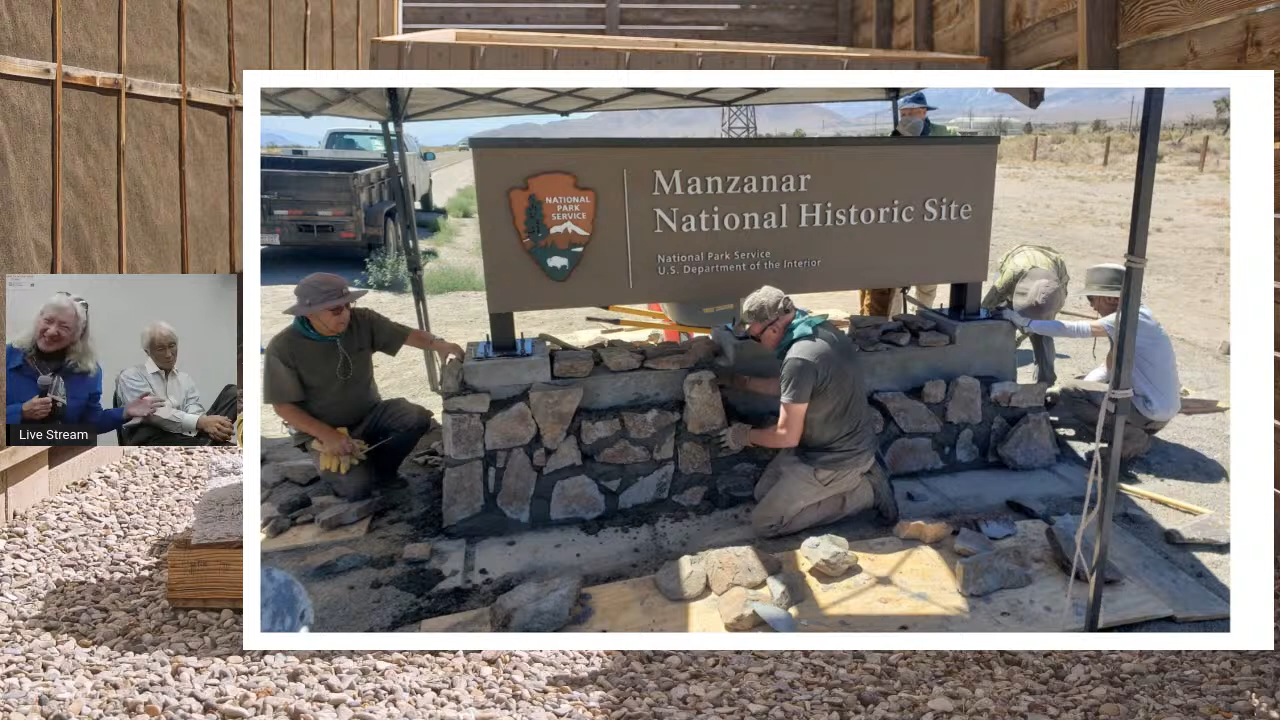 NATIONAL
PARK
SERVICE
Manzanar
National Historic Site
National Park Service
U.S. Department of the Interior
Live Stream